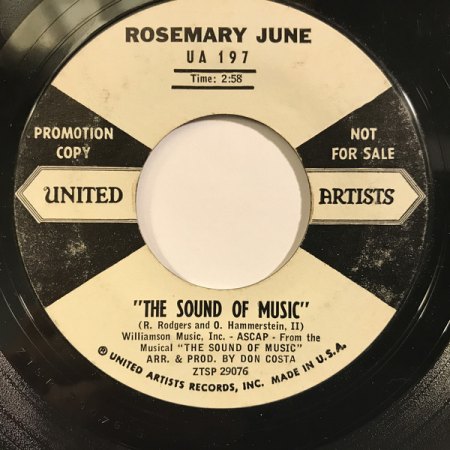 ROSEMARY JUNE
UA 197
Time: 2:58
PROMOTION COPY
NOT FOR SALE
UNITED ARTISTS
"THE SOUND OF MUSIC"
(R. Rodgers and O. Hammerstein, II)
Williamson Music, Inc. - ASCAP - From the
Musical "THE SOUND OF MUSIC"
ARR. & PROD. BY DON COSTA
ZTSP 29076
® UNITED ARTISTS RECORDS, INC. MADE IN U.S.A.